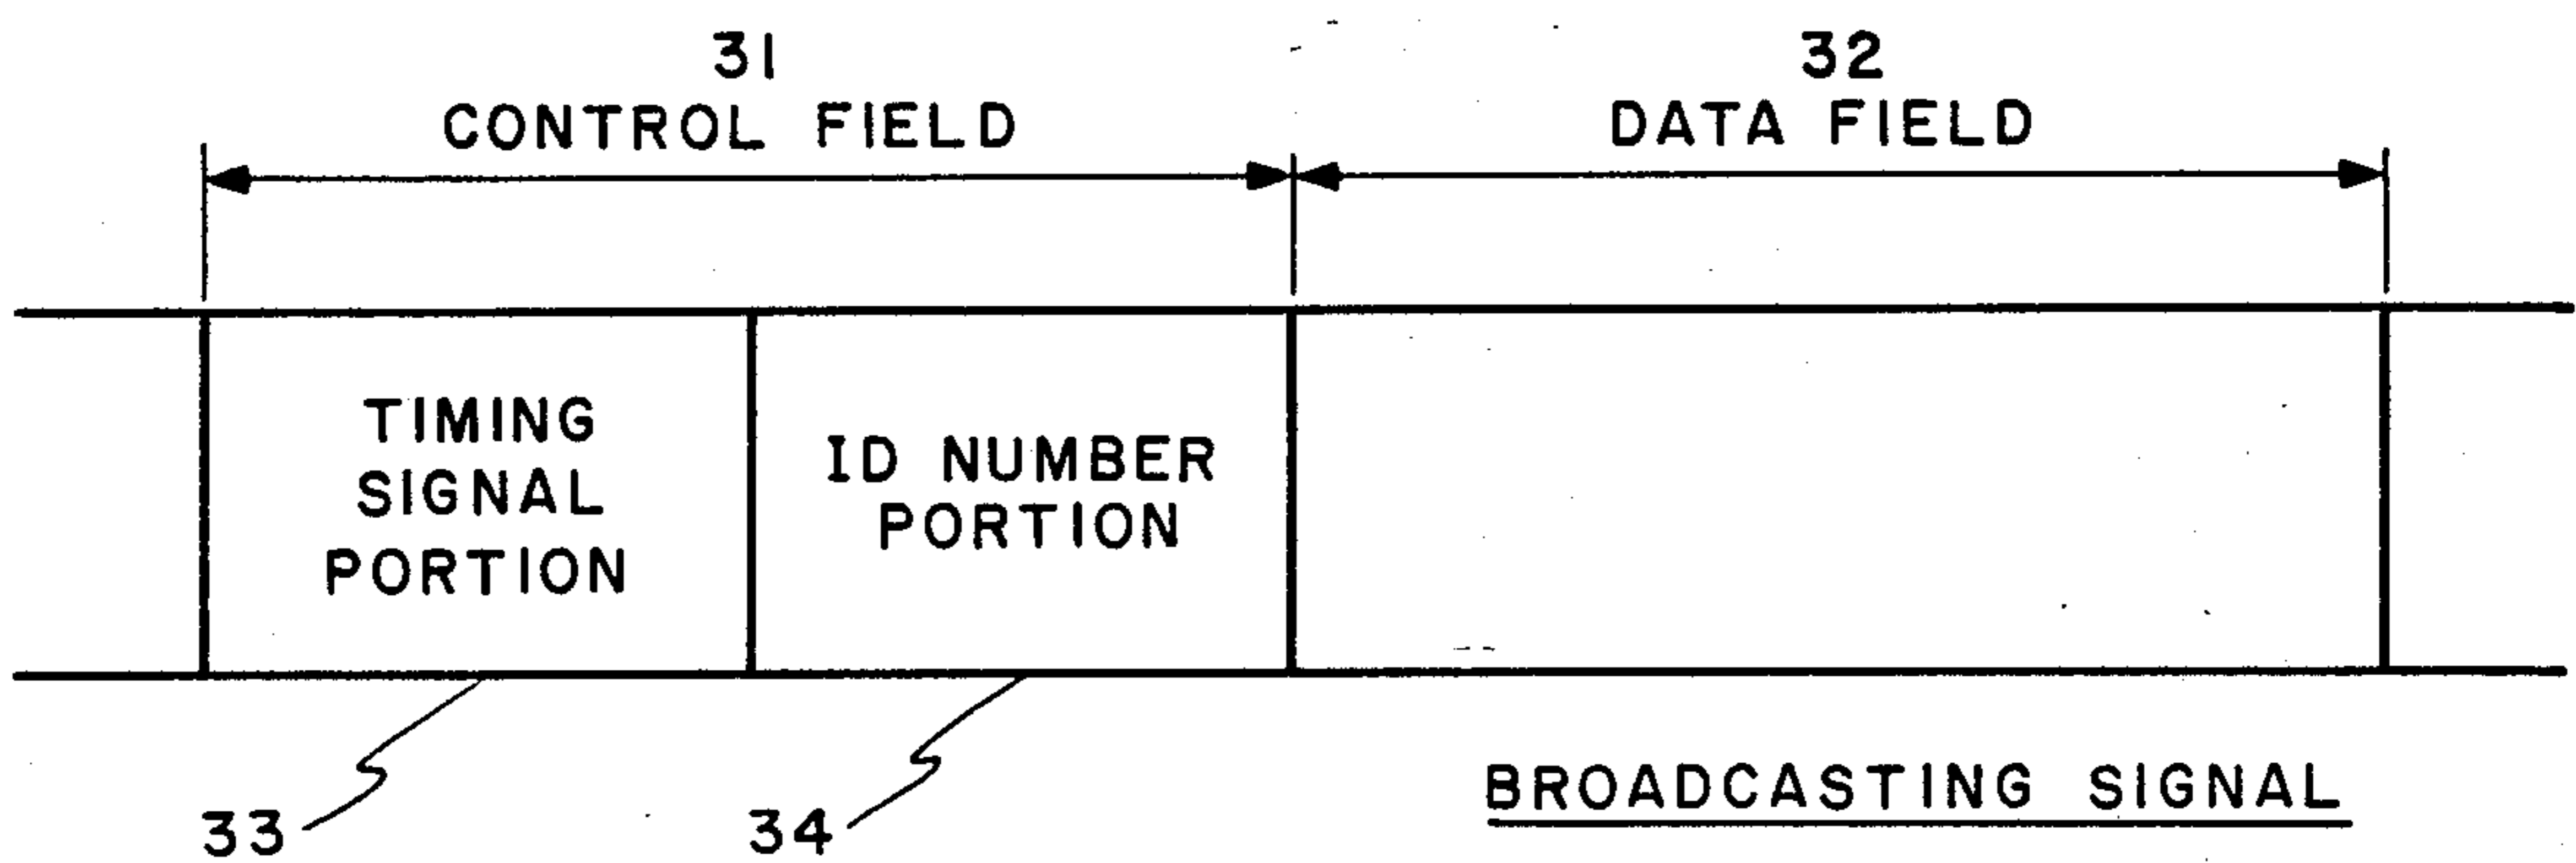 31
CONTROL FIELD
32
DATA FIELD
TIMING
SIGNAL
PORTION
ID NUMBER
PORTION
33
34
BROADCASTING SIGNAL